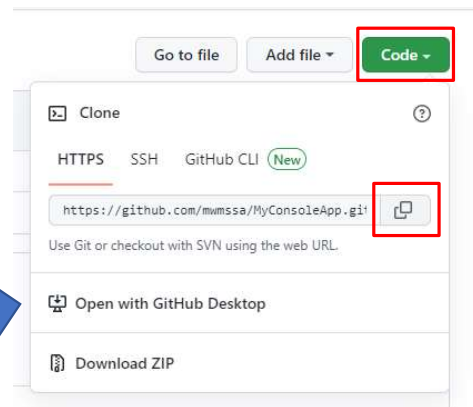 Go to file Add file Code
Clone
HTTPS SSH GitHub CLI New
https://github.com/mwmssa/MyConsoleApp.git
Use Git or checkout with SVN using the web URL.
Open with GitHub Desktop
Download ZIP